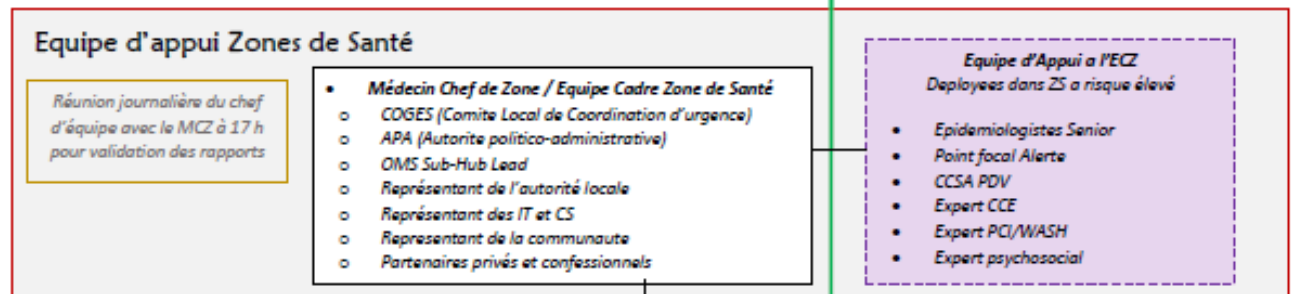 Equipe d'appui Zones de Santé
Réunion journalière du chef
d'équipe avec le MCZ à 17 h
pour validation des rapports
• Médecin Chef de Zone / Equipe Cadre Zone de Santé
o COGES (Comite Local de Coordination d'urgence)
o APA (Autorite politico-administrative)
o OMS Sub-Hub Lead
o Représentant de l'autorité locale
o Représentant des IT et CS
o Representant de la communaute
o Partenaires privés et confessionnels
Equipe d'Appui a l'ECZ
Deployees dans ZS a risque élevé
• Epidemiologistes Senior
• Point focal Alerte
• CCSA PDV
• Expert CCE
• Expert PCI/WASH
• Expert psychosocial